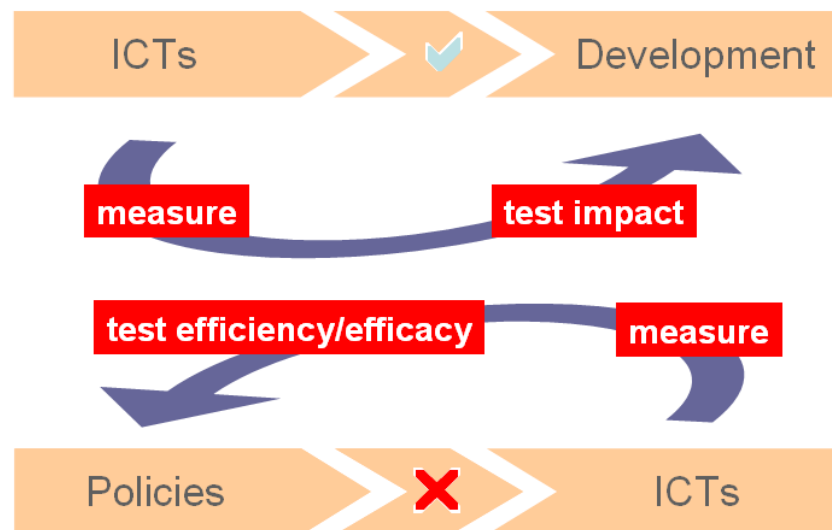 ICTs
Development
measure
test impact
test efficiency/efficacy
measure
Policies
ICTs